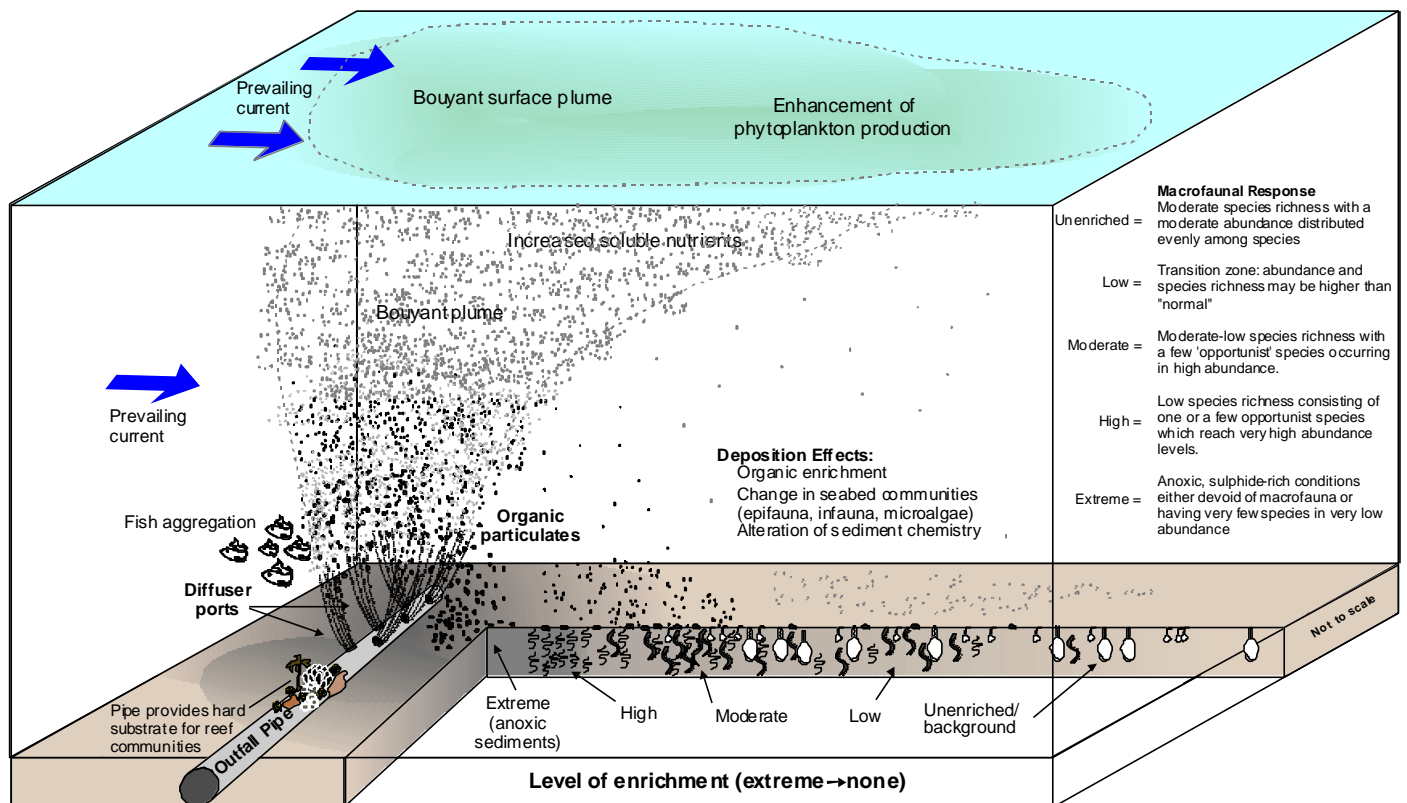 Prevailing
current
Bouyant surface plume
Enhancement of
phytoplankton production
Increased soluble nutrients
Bouyant plume
Prevailing
current
Fish aggregation
Diffuser
ports
Organic
particulates
Deposition Effects:
Organic enrichment
Change in seabed communities
(epifauna, infauna, microalgae)
Alteration of sediment chemistry
Macrofaunal Response
Unenriched = Moderate species richness with a
moderate abundance distributed
evenly among species
Low = Transition zone: abundance and
species richness may be higher than
"normal"
Moderate = Moderate-low species richness with
a few 'opportunist' species occurring
in high abundance.
High = Low species richness consisting of
one or a few opportunist species
which reach very high abundance
levels.
Extreme = Anoxic, sulphide-rich conditions
either devoid of macrofauna or
having very few species in very low
abundance
Not to scale
Pipe provides hard
substrate for reef
communities
Outfall Pipe
Extreme
(anoxic
sediments)
High
Moderate
Low
Unenriched/
background
Level of enrichment (extreme→none)